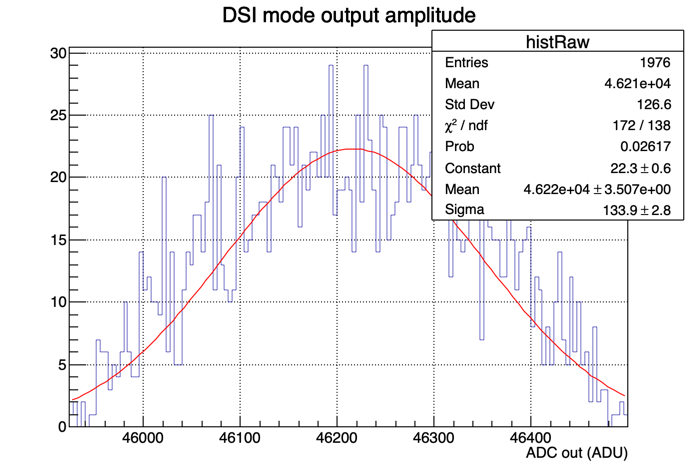 DSI mode output amplitude
histRaw
Entries 1976
Mean 4.621e+04
Std Dev 126.6
χ² / ndf 172 / 138
Prob 0.02617
Constant 22.3 ± 0.6
Mean 4.622e+04 ± 3.507e+00
Sigma 133.9 ± 2.8
30
25
20
15
10
5
0
46000 46100 46200 46300 46400
ADC out (ADU)